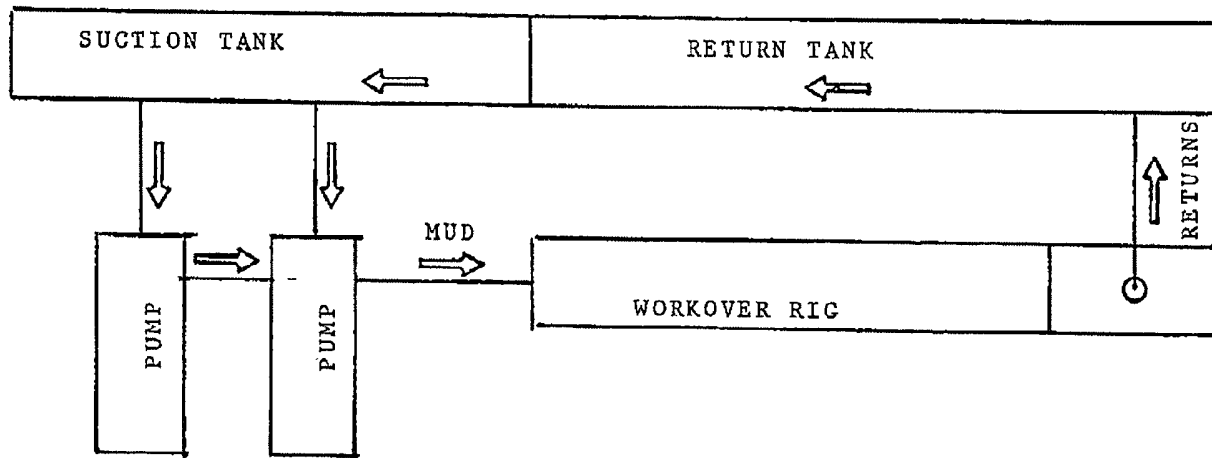 SUCTION TANK
RETURN TANK
RETURNS
MUD
WORKOVER RIG
PUMP
PUMP